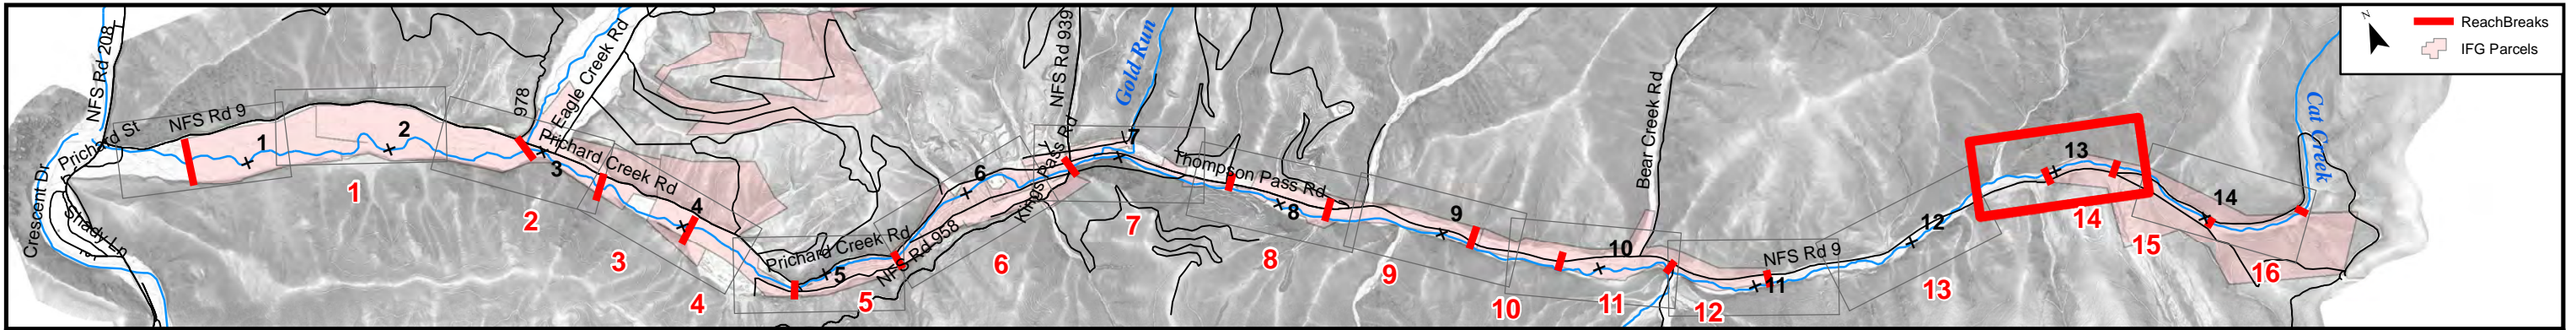 NFS Rd 208
Prichard St
NFS Rd 9
Crescent Dr
Shady Lp
1
2
1
978
Eagle Creek Rd
Prichard Creek Rd
3
2
3
4
4
Prichard Creek Rd
5
5
NFS Rd 958
6
6
Kings Pass Rd
NFS Rd 939
Gold Run
7
7
Thompson Pass Rd
8
8
9
9
10
10
11
Bear Creek Rd
NFS Rd 9
11
12
12
13
13
14
14
15
16
Cat Creek
N
ReachBreaks
IFG Parcels